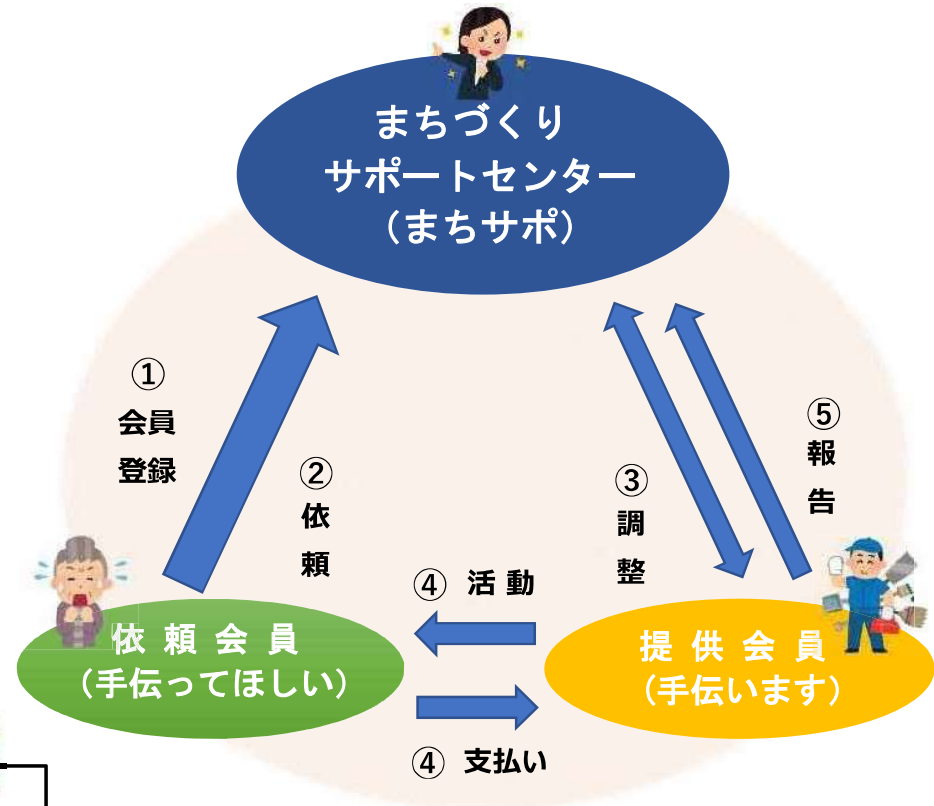 まちづくり
サポートセンター
（まちサポ）
①
会員
登録
②
依
頼
③
調
整
⑤
報
告
④ 活動
依頼会員
（手伝ってほしい）
提供会員
（手伝います）
④ 支払い